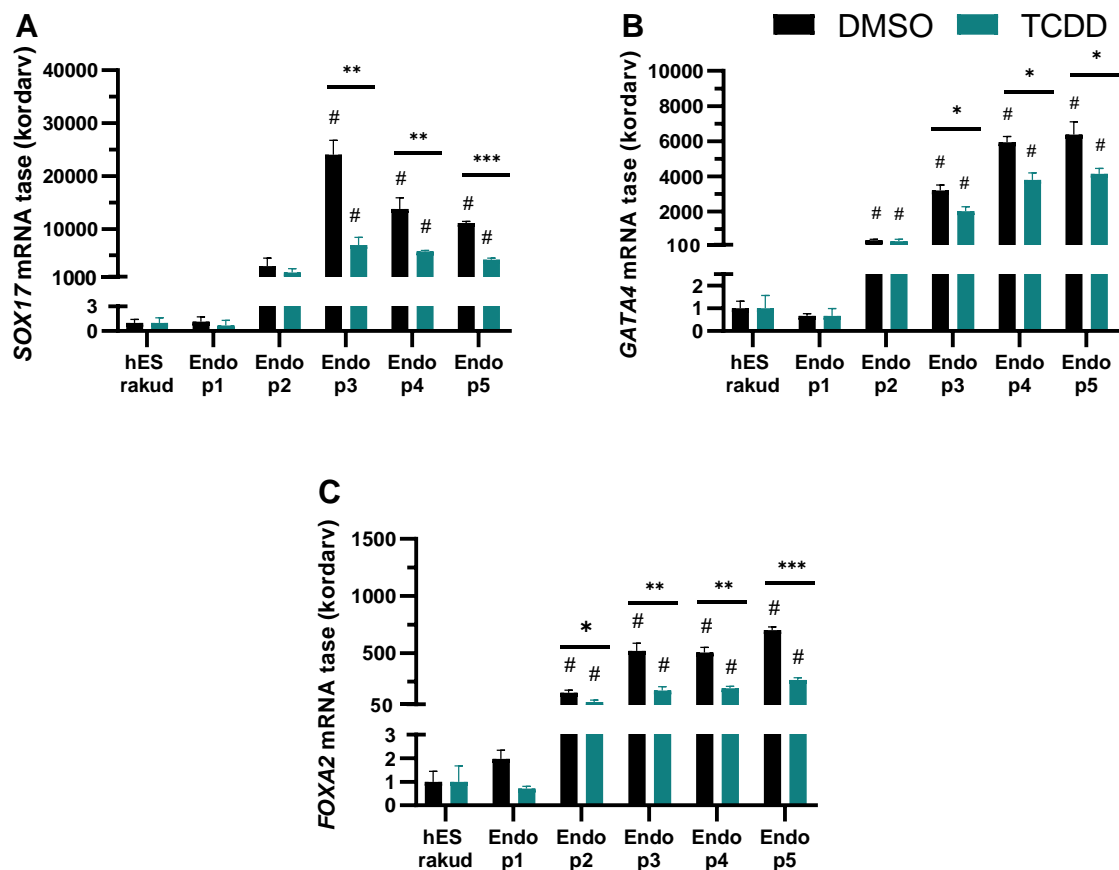 A
B
DMSO
TCDD
SOX17 mRNA tase (kordarv)
40000
30000
20000
10000
1000
3
0
**
**
***
#
#
#
#
#
#
hES rakud
Endo p1
Endo p2
Endo p3
Endo p4
Endo p5
GATA4 mRNA tase (kordarv)
10000
8000
6000
4000
2000
100
2
1
0
*
*
*
#
#
#
#
#
#
#
#
hES rakud
Endo p1
Endo p2
Endo p3
Endo p4
Endo p5
C
FOXA2 mRNA tase (kordarv)
1500
1000
500
50
3
2
1
0
*
**
**
***
#
#
#
#
#
#
#
#
hES rakud
Endo p1
Endo p2
Endo p3
Endo p4
Endo p5